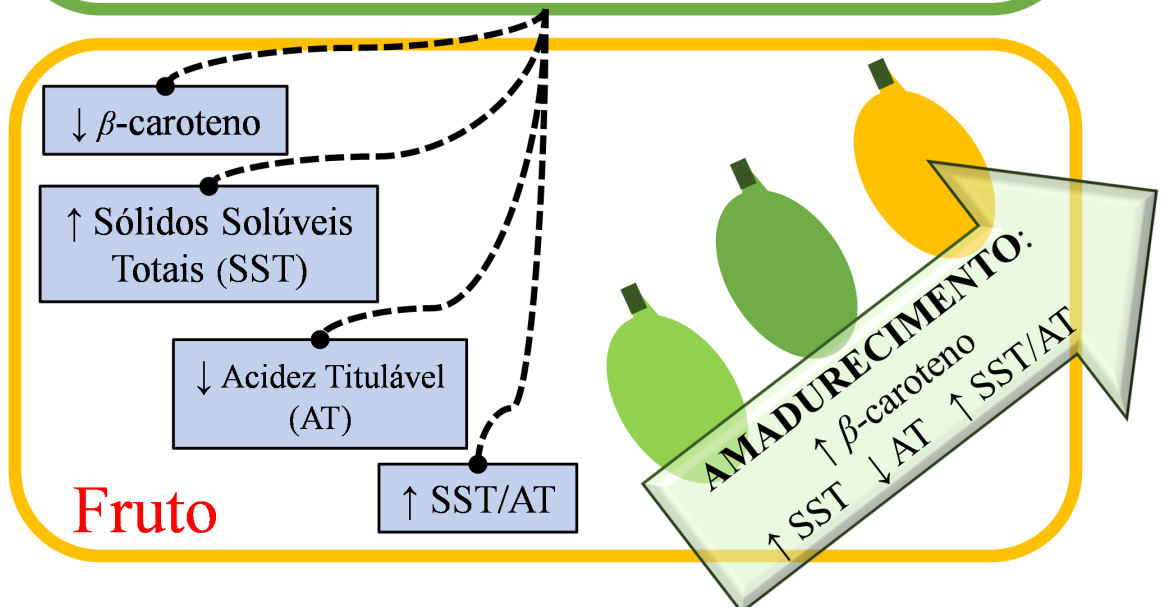 ↓ β-caroteno
↑ Sólidos Solúveis
Totais (SST)
↓ Acidez Titulável
(AT)
↑ SST/AT
Fruto
AMADURECIMENTO:
↑ β-caroteno
↑ SST ↓ AT ↑ SST/AT